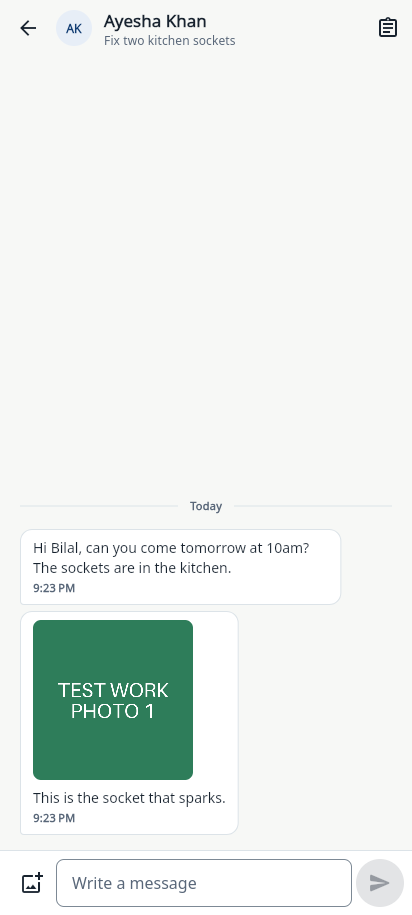 AK
Ayesha Khan
Fix two kitchen sockets
Today
Hi Bilal, can you come tomorrow at 10am?
The sockets are in the kitchen.
9:23 PM
TEST WORK
PHOTO 1
This is the socket that sparks.
9:23 PM
Write a message